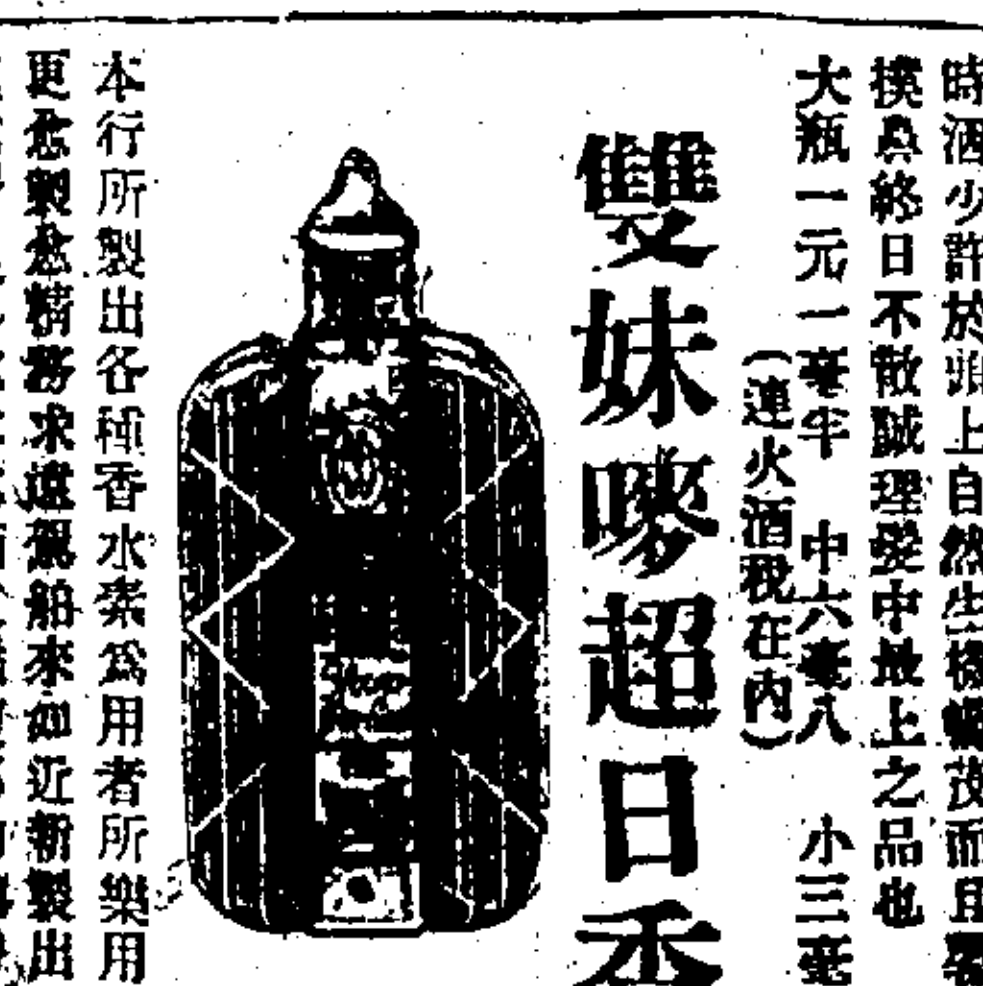 時洒少許於頭上自然生機暢茂而且
撲鼻終日不散誠理髮中最上之品也
大瓶一元一毫半 中六毫八 小三毫
(連火酒稅在內)
雙妹嘜超日香
本行所製出各種香水素為用者所樂用
更愈製愈精務求遠駕舶來如近新製出